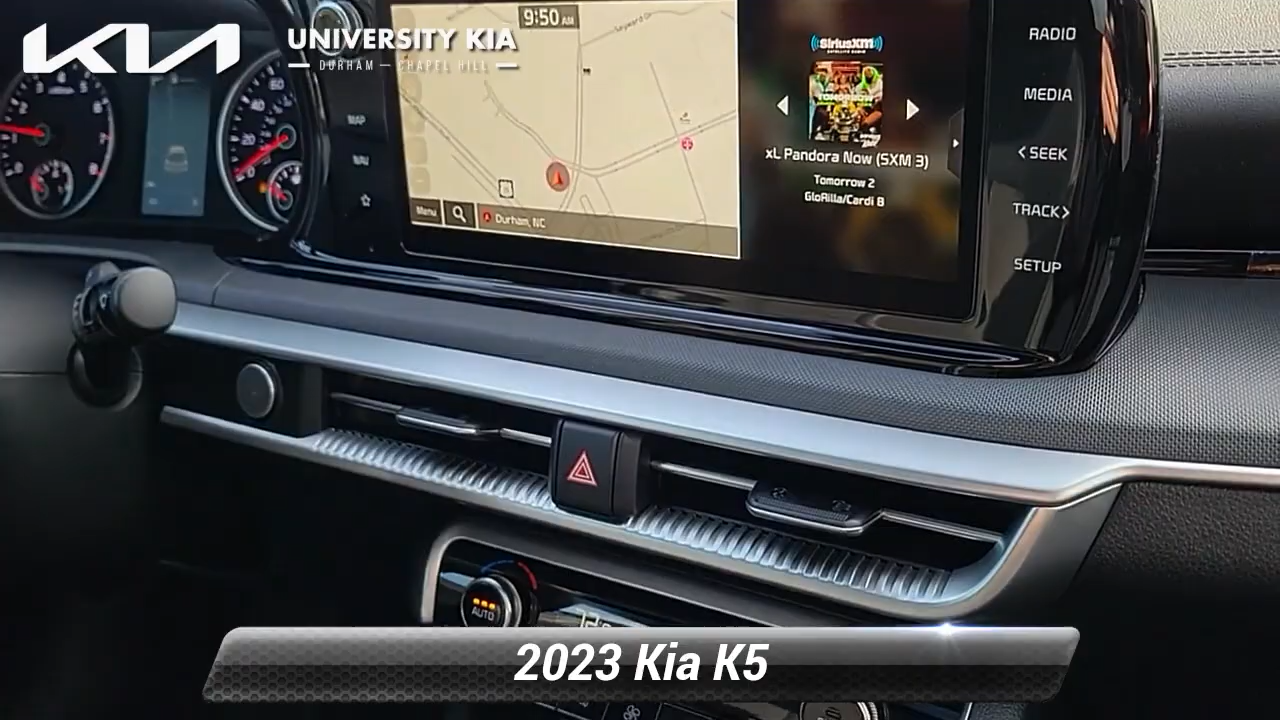 KIA
UNIVERSITY KIA
DURHAM — CHAPEL HILL
9:50 AM
SiriusXM
TOMORROW
xL Pandora Now (SXM 3)
Tomorrow 2
GloRilla/Cardi B
Menu
Durham, NC
MAP
NAV
RADIO
MEDIA
< SEEK
TRACK >
SETUP
AUTO
2023 Kia K5